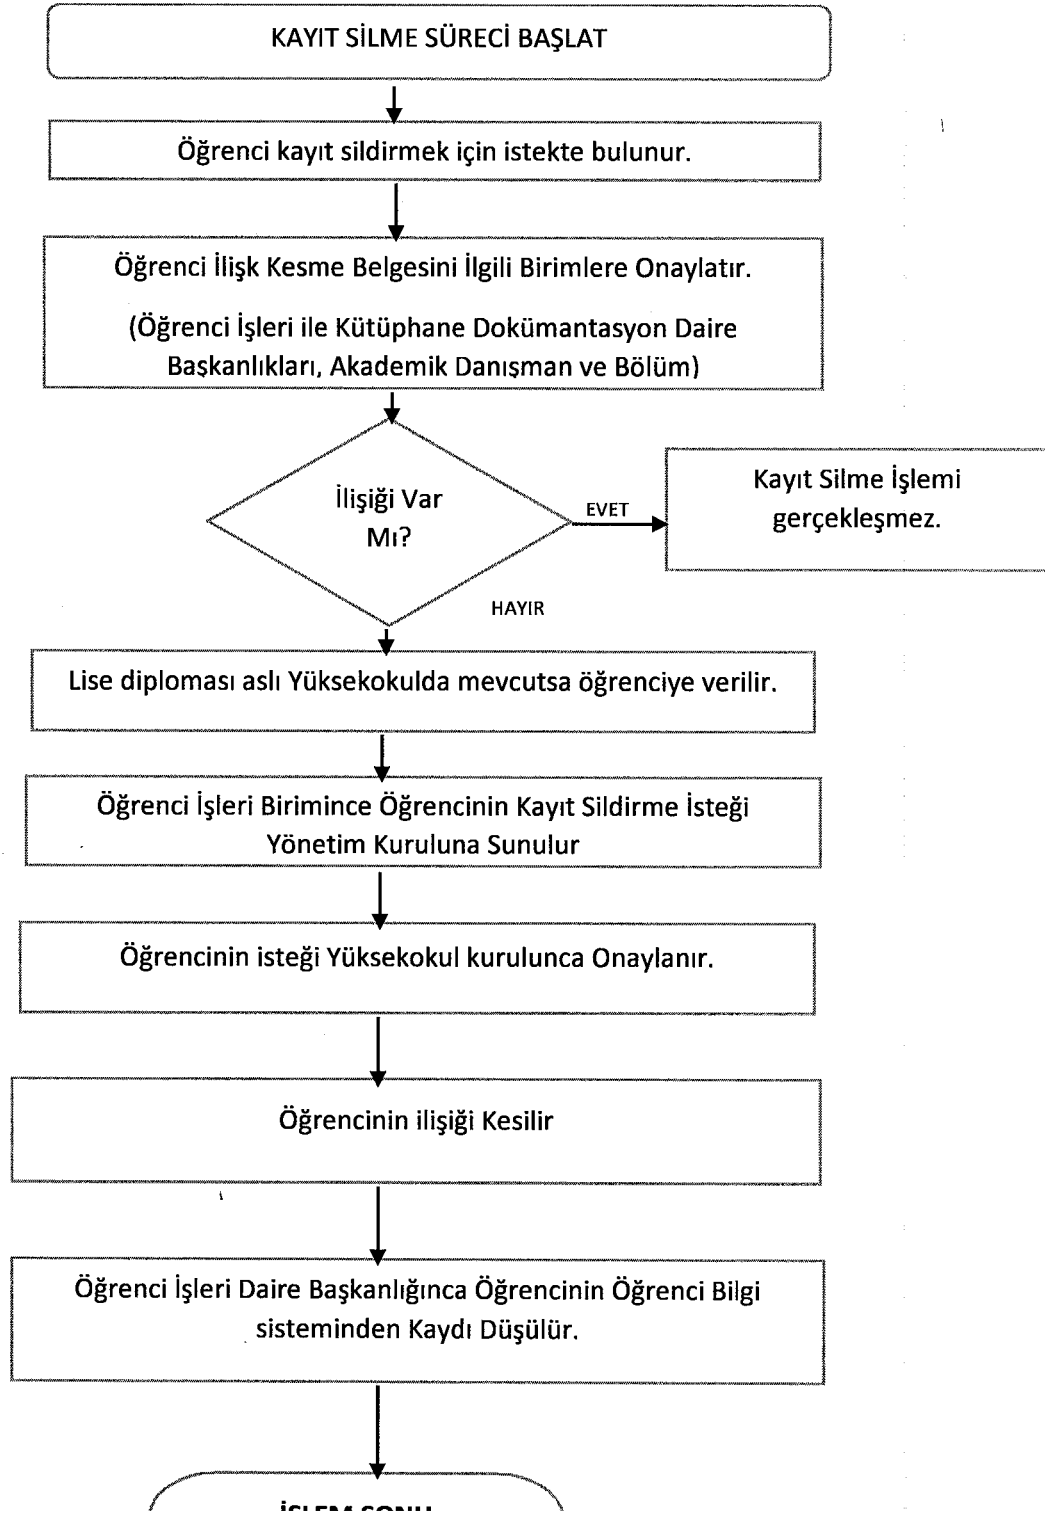 KAYIT SİLME SÜRECİ BAŞLAT
Öğrenci kayıt sildirmek için istekte bulunur.
Öğrenci İlişk Kesme Belgesini İlgili Birimlere Onaylatır.
(Öğrenci İşleri ile Kütüphane Dokümantasyon Daire
Başkanlıkları, Akademik Danışman ve Bölüm)
İlişiği Var
Mı?
EVET
Kayıt Silme İşlemi
gerçekleşmez.
HAYIR
Lise diploması aslı Yüksekokulda mevcutsa öğrenciye verilir.
Öğrenci İşleri Birimince Öğrencinin Kayıt Sildirme İsteği
Yönetim Kuruluna Sunulur
Öğrencinin isteği Yüksekokul kurulunca Onaylanır.
Öğrencinin ilişiği Kesilir
Öğrenci İşleri Daire Başkanlığınca Öğrencinin Öğrenci Bilgi
sisteminden Kaydı Düşülür.
İŞLEM SONU